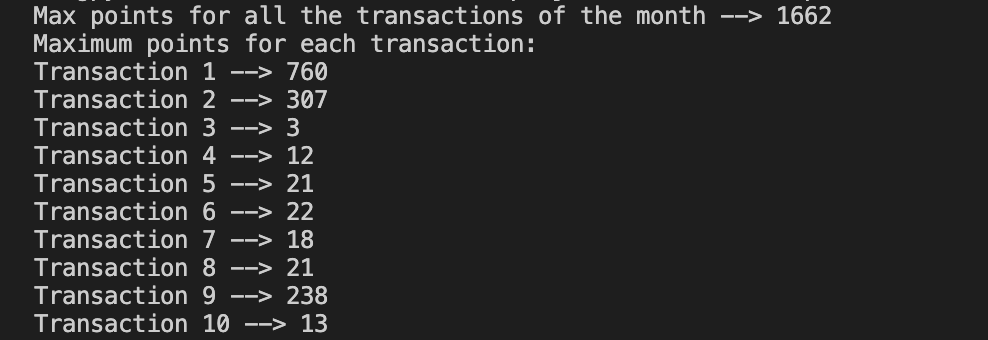 Max points for all the transactions of the month --> 1662
Maximum points for each transaction:
Transaction 1 --> 760
Transaction 2 --> 307
Transaction 3 --> 3
Transaction 4 --> 12
Transaction 5 --> 21
Transaction 6 --> 22
Transaction 7 --> 18
Transaction 8 --> 21
Transaction 9 --> 238
Transaction 10 --> 13